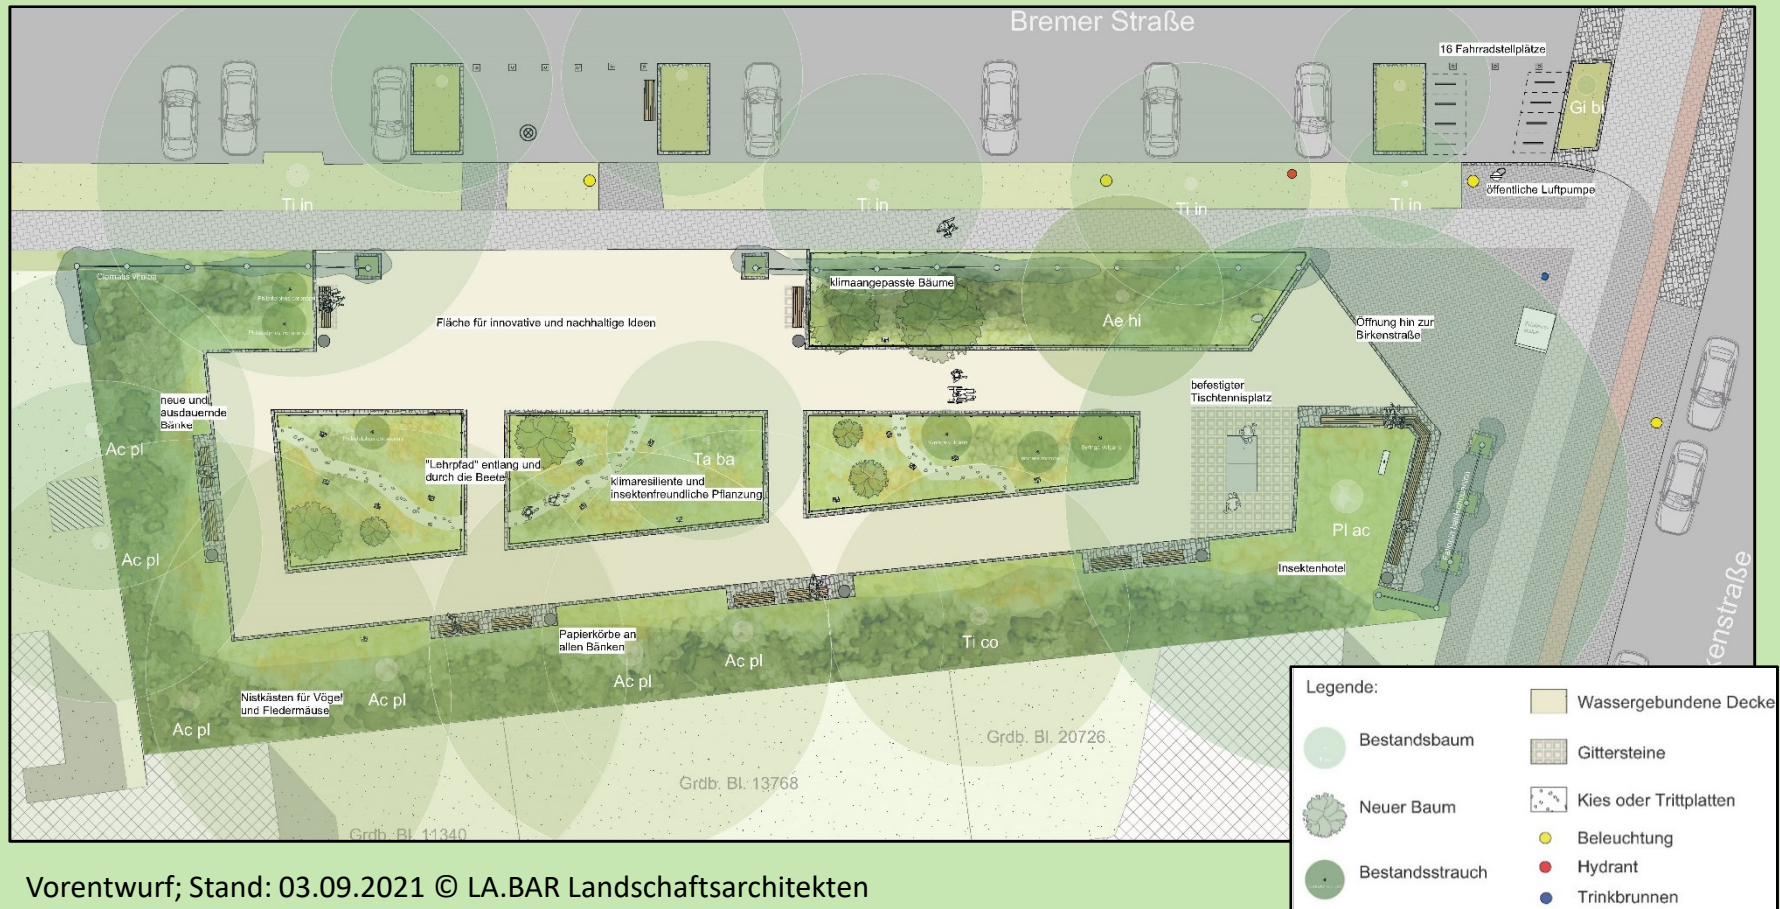 Bremer Straße
16 Fahrradstellplätze
Gi bi
öffentliche Luftpumpe
Ti in
Ti in
Ti in
Ti in
klimaangepasste Bäume
Fläche für innovative und nachhaltige Ideen
Ae hi
Öffnung hin zur
Birkenstraße
befestigter
Tischtennisplatz
neue und
ausdauernde
Bänke
Ac pl
"Lehrpfad" entlang und
durch die Beete
Ta ba
klimaresiliente und
insektenfreundliche Pflanzung
Pl ac
Ac pl
Insektenhotel
Papierkörbe an
allen Bänken
Ti co
Ac pl
Ac pl
Nistkästen für Vögel
und Fledermäuse
Ac pl
Ac pl
kenstraße
Grdb. Bl. 20726
Grdb. Bl. 13768
Grdb. Bl. 11340
Legende:
Bestandsbaum
Neuer Baum
Bestandsstrauch
Wassergebundene Decke
Gittersteine
Kies oder Trittplatten
Beleuchtung
Hydrant
Trinkbrunnen
Vorentwurf; Stand: 03.09.2021 © LA.BAR Landschaftsarchitekten